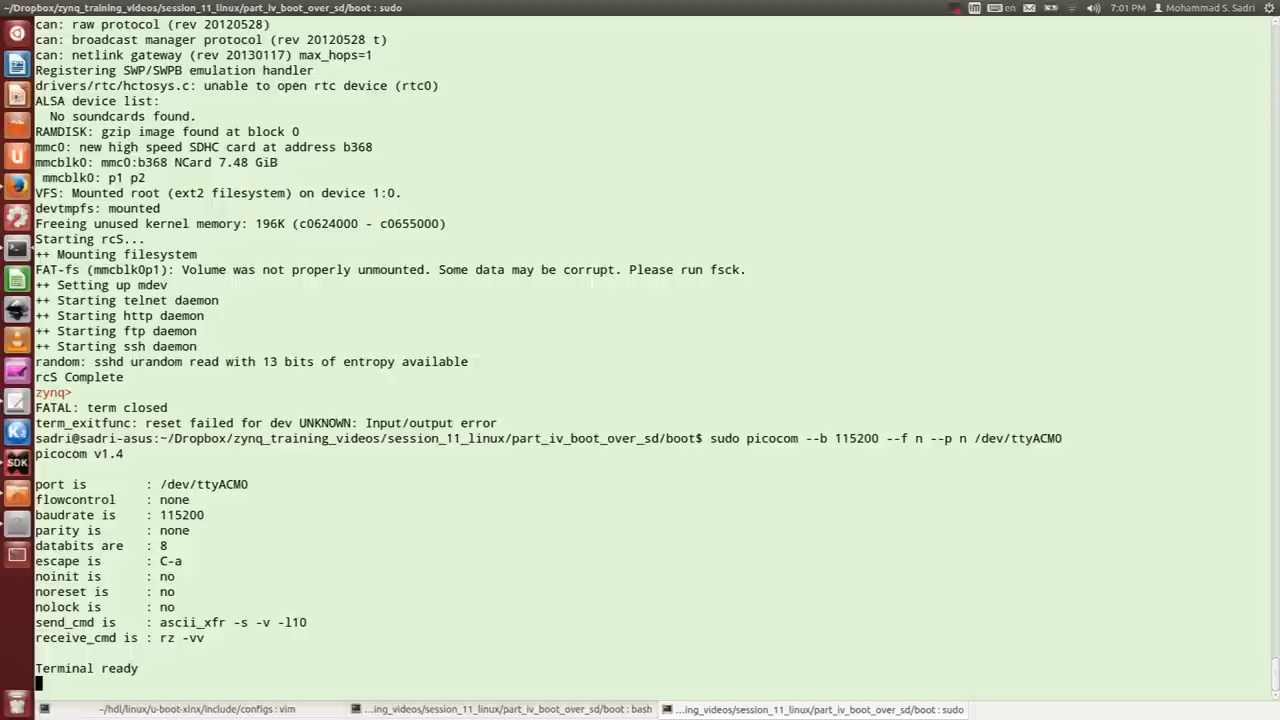 ~/Dropbox/zynq_training_videos/session_11_linux/part_iv_boot_over_sd/boot : sudo
en 7:01 PM Mohammad S. Sadri
can: raw protocol (rev 20120528)
can: broadcast manager protocol (rev 20120528 t)
can: netlink gateway (rev 20130117) max_hops=1
Registering SWP/SWPB emulation handler
drivers/rtc/hctosys.c: unable to open rtc device (rtc0)
ALSA device list:
No soundcards found.
RAMDISK: gzip image found at block 0
mmc0: new high speed SDHC card at address b368
mmcblk0: mmc0:b368 NCard 7.48 GiB
mmcblk0: p1 p2
VFS: Mounted root (ext2 filesystem) on device 1:0.
devtmpfs: mounted
Freeing unused kernel memory: 196K (c0624000 - c0655000)
Starting rcS...
++ Mounting filesystem
FAT-fs (mmcblk0p1): Volume was not properly unmounted. Some data may be corrupt. Please run fsck.
++ Setting up mdev
++ Starting telnet daemon
++ Starting http daemon
++ Starting ftp daemon
++ Starting ssh daemon
random: sshd urandom read with 13 bits of entropy available
rcS Complete
zynq>
FATAL: term closed
term_exitfunc: reset failed for dev UNKNOWN: Input/output error
sadri@sadri-asus:~/Dropbox/zynq_training_videos/session_11_linux/part_iv_boot_over_sd/boot$ sudo picocom --b 115200 --f n --p n /dev/ttyACM0
picocom v1.4
port is : /dev/ttyACM0
flowcontrol : none
baudrate is : 115200
parity is : none
databits are : 8
escape is : C-a
noinit is : no
noreset is : no
nolock is : no
send_cmd is : ascii_xfr -s -v -l10
receive_cmd is : rz -vv
Terminal ready
~/hdl/linux/u-boot-xlnx/include/configs : vim
...ing_videos/session_11_linux/part_iv_boot_over_sd/boot : bash
...ing_videos/session_11_linux/part_iv_boot_over_sd/boot : sudo
SDK